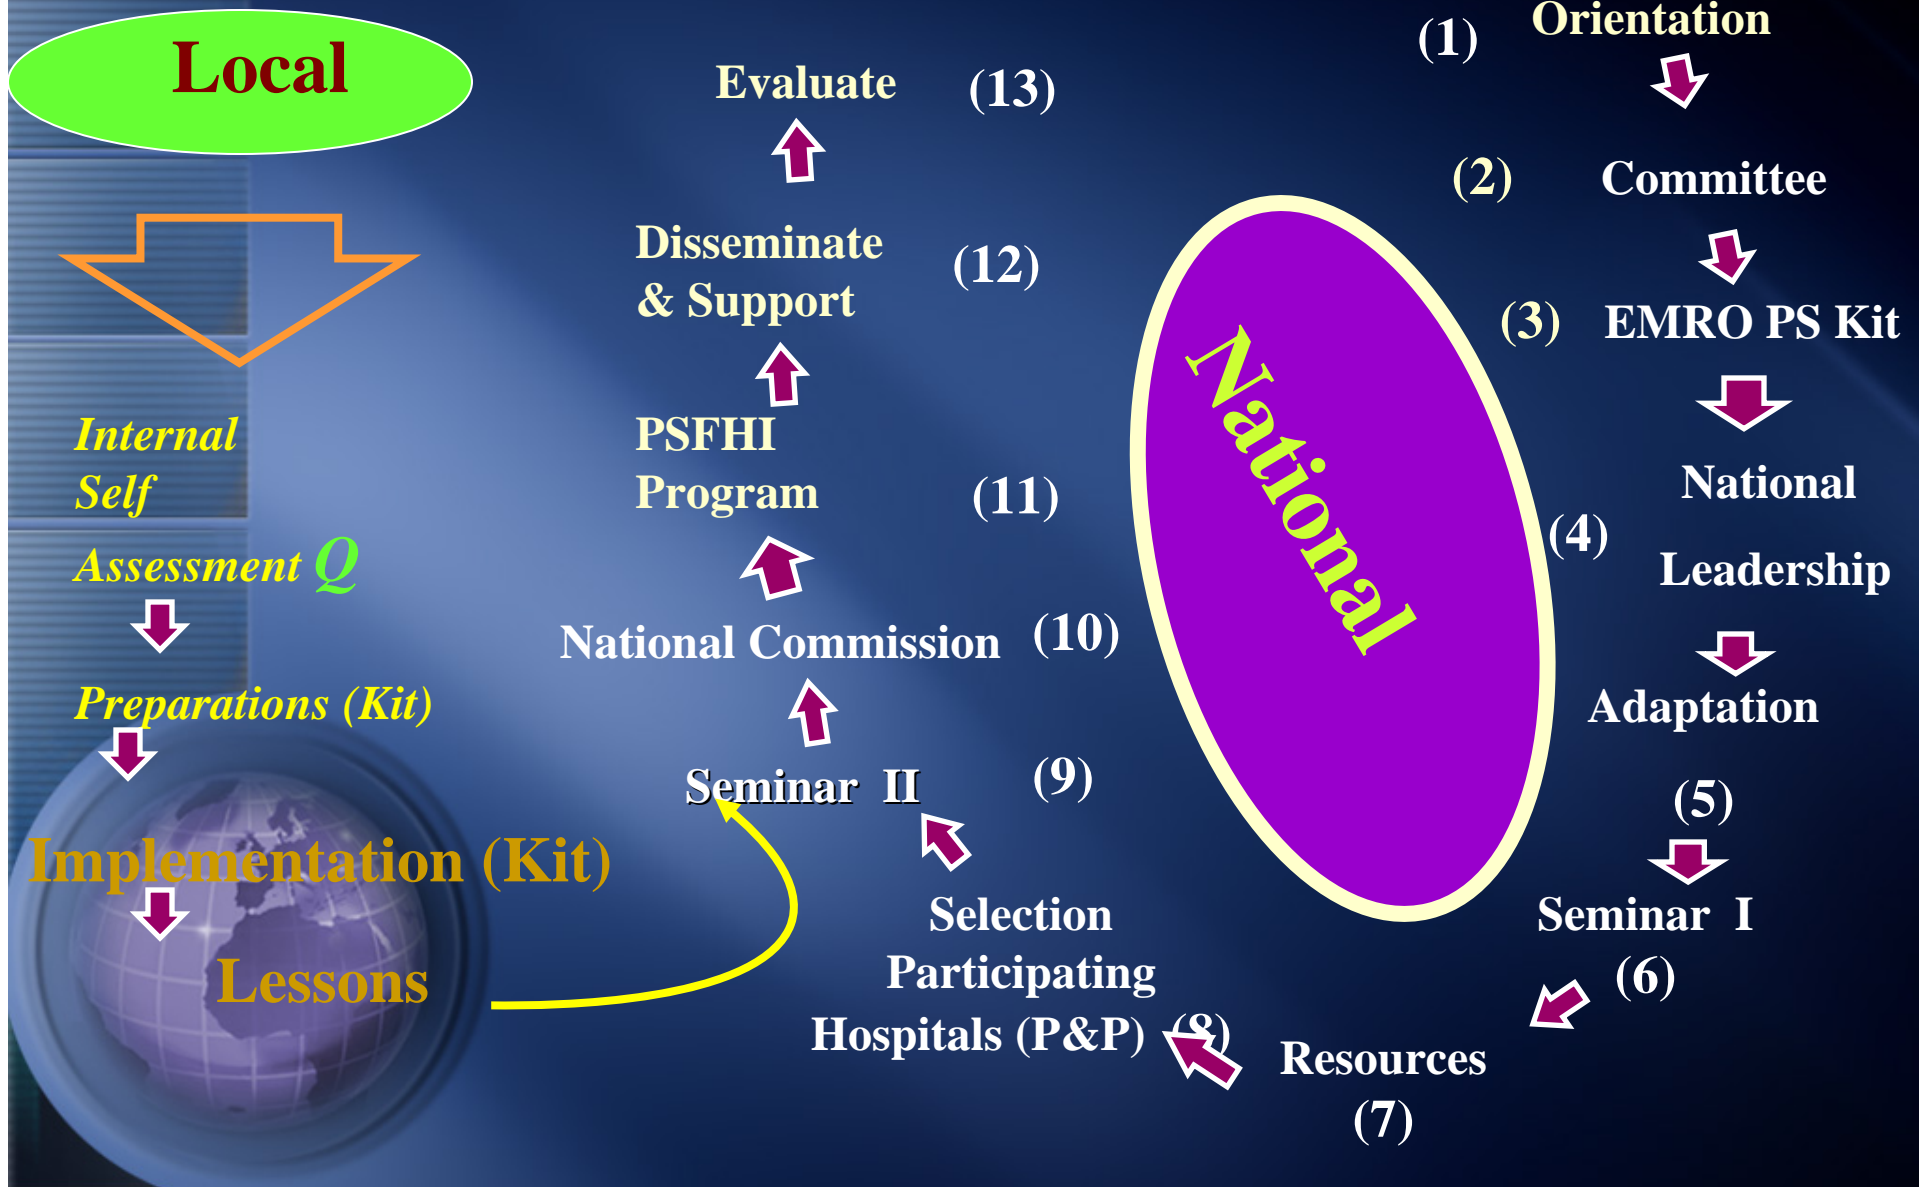 Local
Internal
Self
Assessment Q
Preparations (Kit)
Implementation (Kit)
Lessons
Evaluate (13)
Disseminate
& Support
(12)
PSFHI
Program
(11)
National Commission (10)
Seminar II (9)
Selection
Participating
Hospitals (P&P) (8)
National
(1) Orientation
(2) Committee
(3) EMRO PS Kit
National
(4)
Leadership
Adaptation
(5)
Seminar I
(6)
Resources
(7)